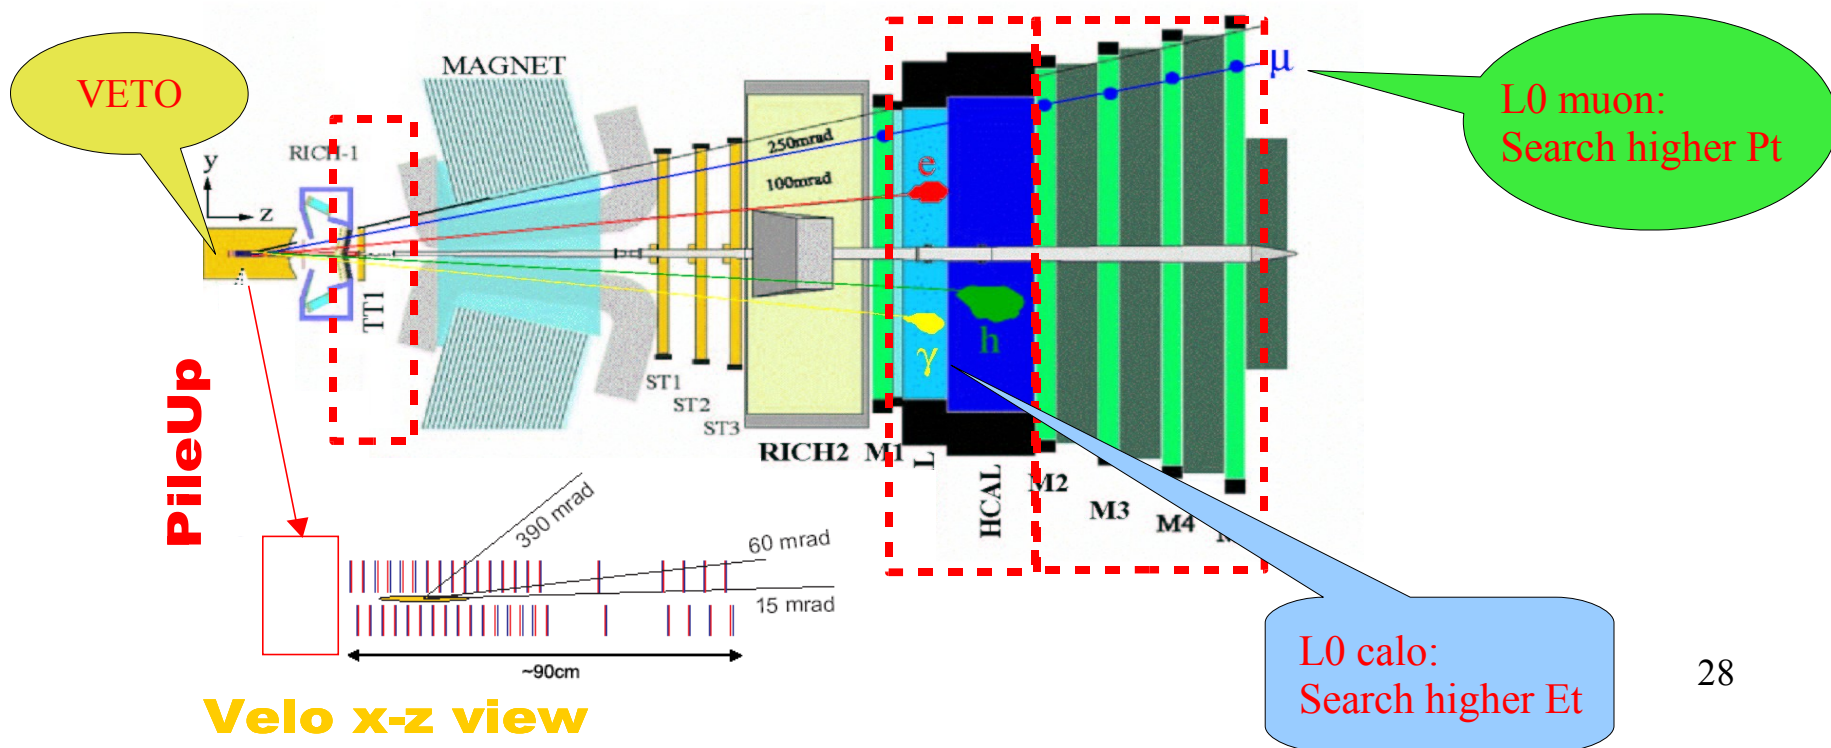 VETO
MAGNET
RICH-1
y
z
TT1
250mrad
100mrad
e
h
γ
μ
L0 muon:
Search higher Pt
ST1
ST2
ST3
RICH2
M1
HCAL
M2
M3
M4
PileUp
390 mrad
60 mrad
15 mrad
~90cm
Velo x-z view
L0 calo:
Search higher Et
28